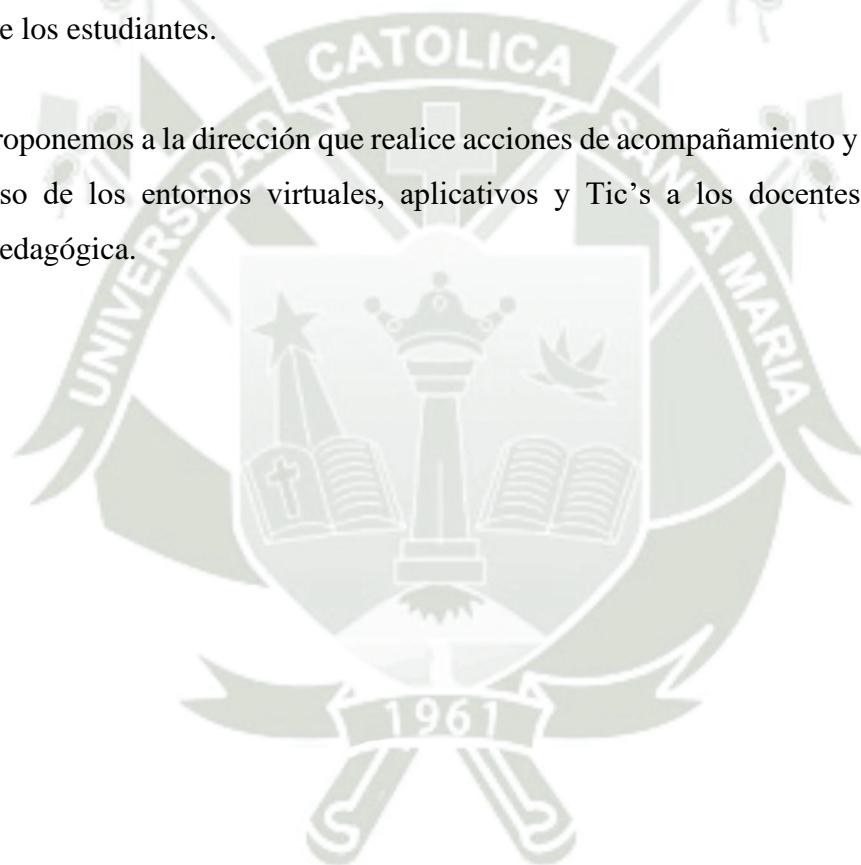 e los estudiantes.
roponemos a la dirección que realice acciones de acompañamiento y
so de los entornos virtuales, aplicativos y Tic’s a los docentes
edagógica.
UNIVERSIDAD CATOLICA SANTA MARIA
1961